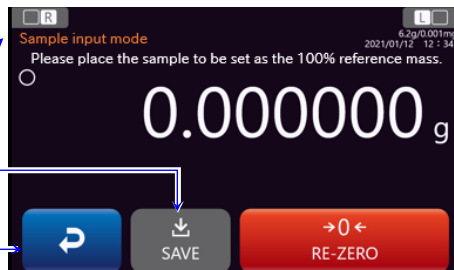 R L
Sample input mode 6.2g/0.001mg
2021/01/12 12:34
Please place the sample to be set as the 100% reference mass.
0.000000 g
→0←
SAVE RE-ZERO